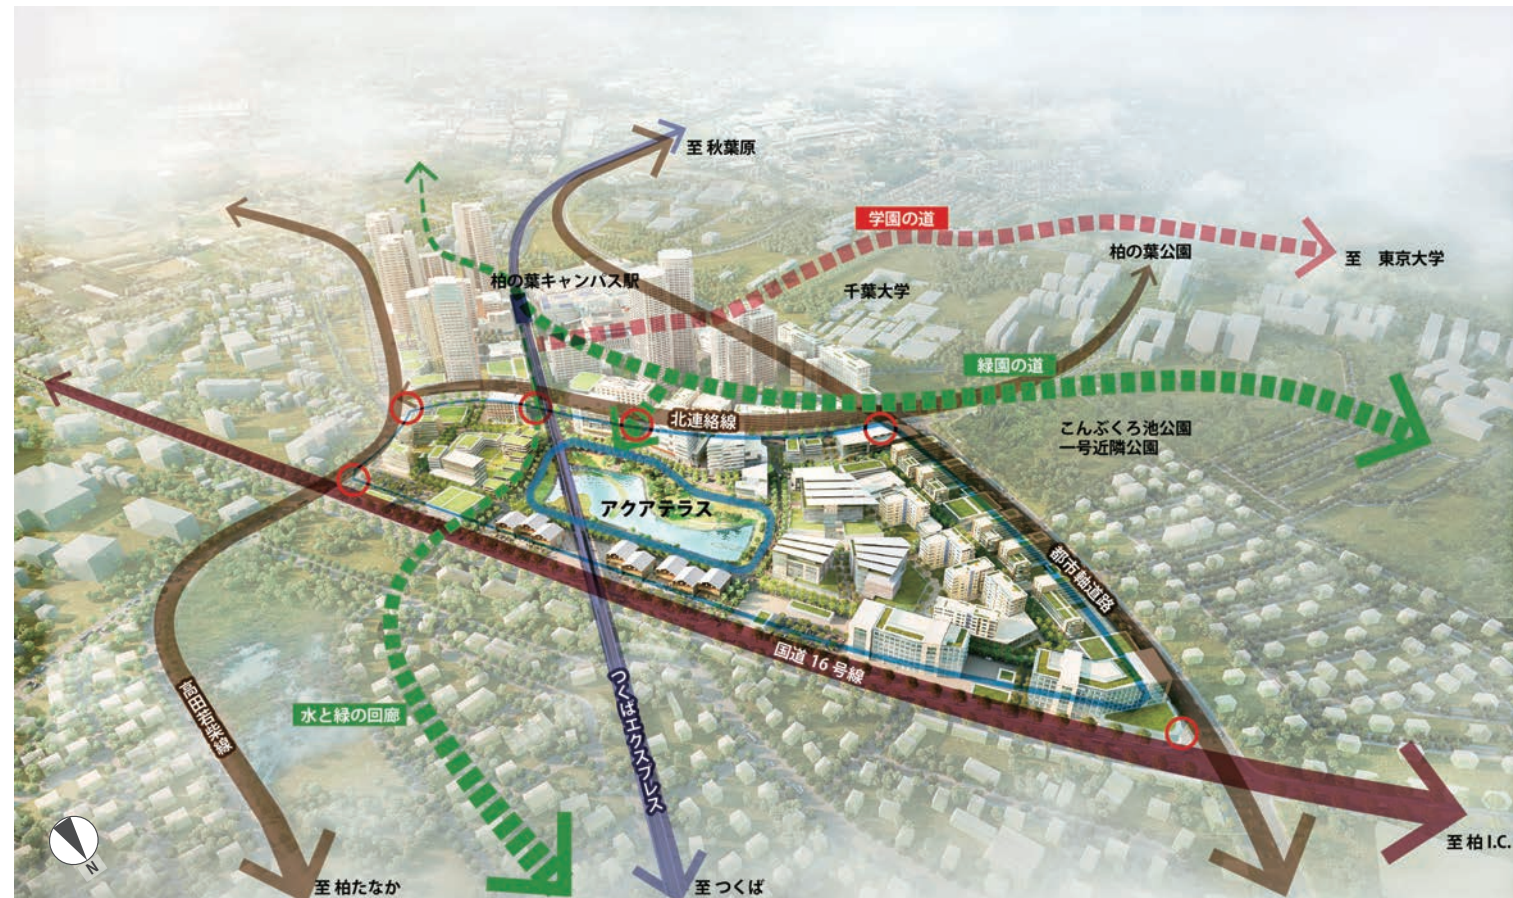 至 秋葉原
学園の道
柏の葉公園
至　東京大学
柏の葉キャンパス駅
千葉大学
緑園の道
北連絡線
こんぶくろ池公園
一号近隣公園
アクアテラス
都市軸道路
国道 16 号線
つくばエクスプレス
高田若柴線
水と緑の回廊
至 柏 I.C.
N
至 柏たなか
至 つくば